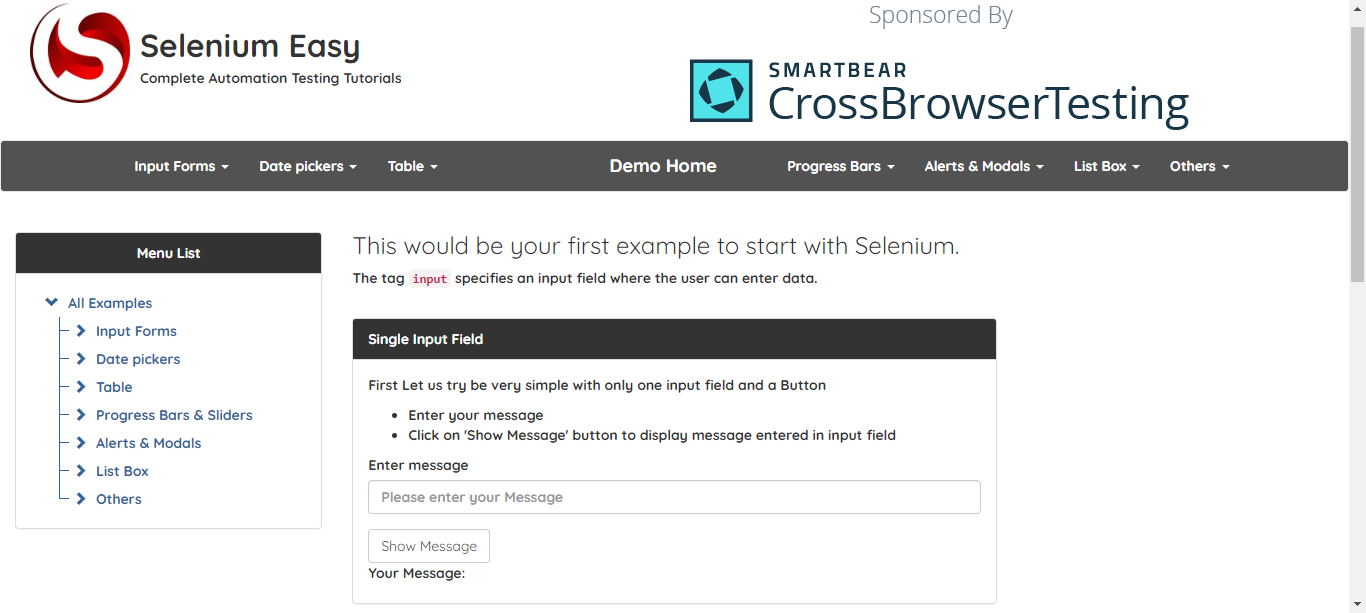 Selenium Easy
Complete Automation Testing Tutorials
Sponsored By
SMARTBEAR
CrossBrowserTesting
Input Forms Date pickers Table Demo Home Progress Bars Alerts & Modals List Box Others
Menu List
All Examples
Input Forms
Date pickers
Table
Progress Bars & Sliders
Alerts & Modals
List Box
Others
This would be your first example to start with Selenium.
The tag input specifies an input field where the user can enter data.
Single Input Field
First Let us try be very simple with only one input field and a Button
Enter your message
Click on 'Show Message' button to display message entered in input field
Enter message
Please enter your Message
Show Message
Your Message: